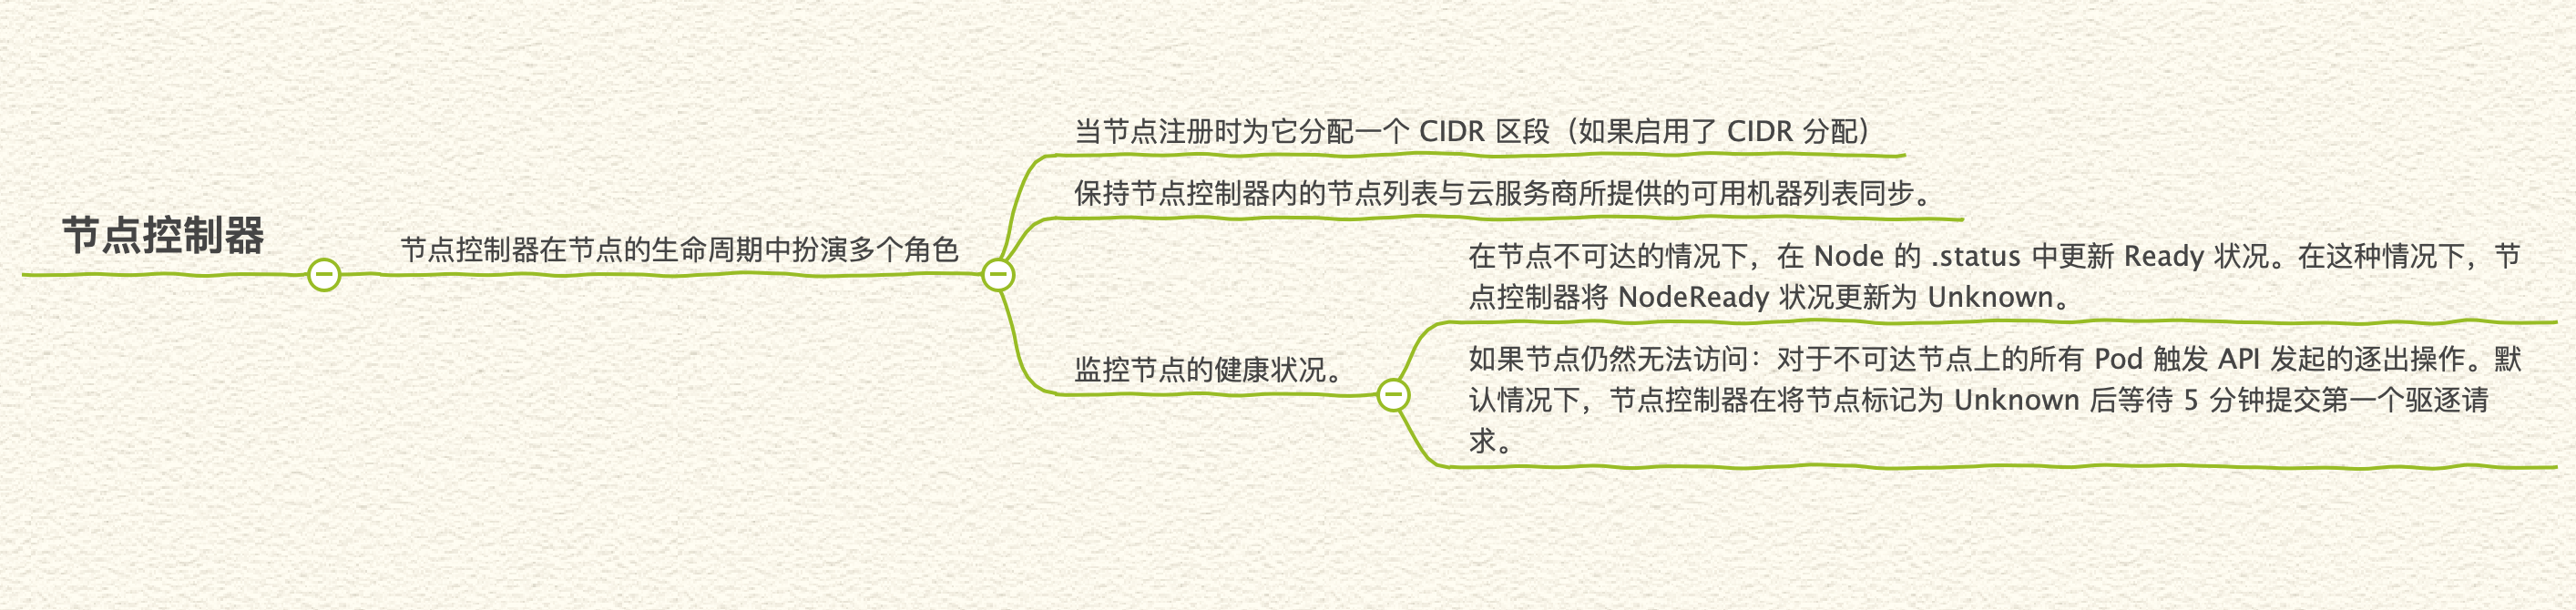 节点控制器
节点控制器在节点的生命周期中扮演多个角色
当节点注册时为它分配一个 CIDR 区段（如果启用了 CIDR 分配）
保持节点控制器内的节点列表与云服务商所提供的可用机器列表同步。
监控节点的健康状况。
在节点不可达的情况下，在 Node 的 .status 中更新 Ready 状况。在这种情况下，节
点控制器将 NodeReady 状况更新为 Unknown。
如果节点仍然无法访问：对于不可达节点上的所有 Pod 触发 API 发起的逐出操作。默
认情况下，节点控制器在将节点标记为 Unknown 后等待 5 分钟提交第一个驱逐请
求。